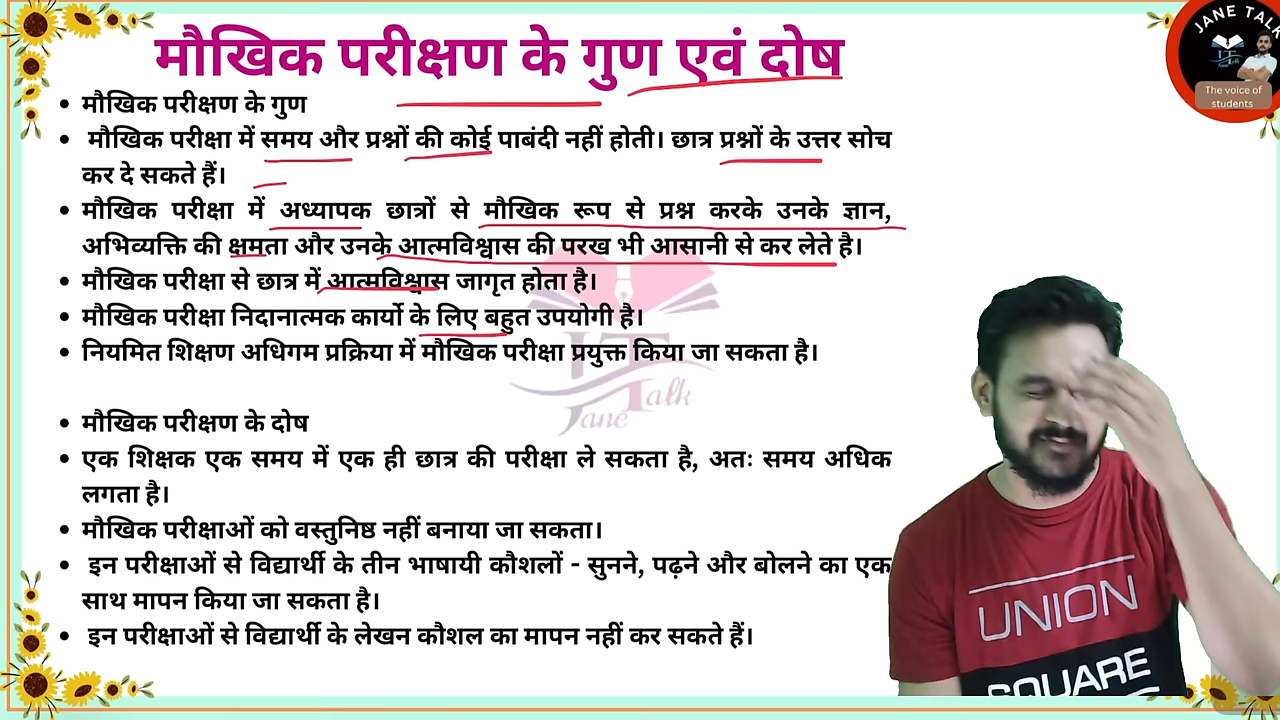 मौखिक परीक्षण के गुण एवं दोष
JANE TALK
The voice of
students
• मौखिक परीक्षण के गुण
• मौखिक परीक्षा में समय और प्रश्नों की कोई पाबंदी नहीं होती। छात्र प्रश्नों के उत्तर सोच
कर दे सकते हैं।
• मौखिक परीक्षा में अध्यापक छात्रों से मौखिक रूप से प्रश्न करके उनके ज्ञान,
अभिव्यक्ति की क्षमता और उनके आत्मविश्वास की परख भी आसानी से कर लेते है।
• मौखिक परीक्षा से छात्र में आत्मविश्वास जागृत होता है।
• मौखिक परीक्षा निदानात्मक कार्यो के लिए बहुत उपयोगी है।
• नियमित शिक्षण अधिगम प्रक्रिया में मौखिक परीक्षा प्रयुक्त किया जा सकता है।
Jane Talk
• मौखिक परीक्षण के दोष
• एक शिक्षक एक समय में एक ही छात्र की परीक्षा ले सकता है, अतः समय अधिक
लगता है।
• मौखिक परीक्षाओं को वस्तुनिष्ठ नहीं बनाया जा सकता।
• इन परीक्षाओं से विद्यार्थी के तीन भाषायी कौशलों - सुनने, पढ़ने और बोलने का एक
साथ मापन किया जा सकता है।
• इन परीक्षाओं से विद्यार्थी के लेखन कौशल का मापन नहीं कर सकते हैं।
UNION
SQUARE